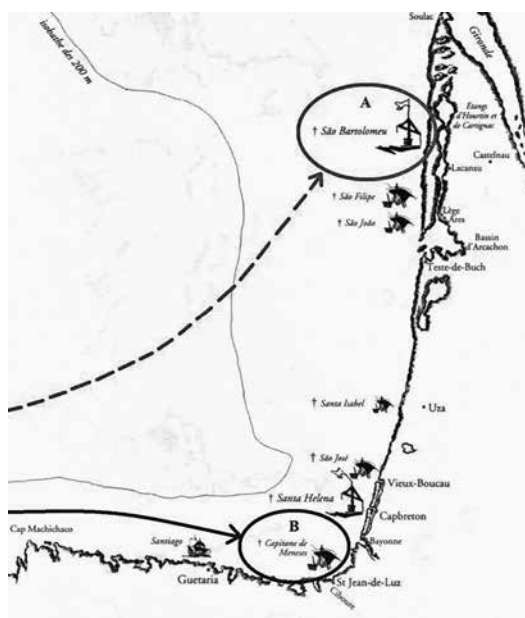 isobathe des 200 m
Soulac
Gironde
A
† São Bartolomeu
Etangs
d'Hourtin et
de Cartignac
Castelnau
Lacanau
† São Filipe
† São João
Lège
Ares
Bassin
d'Arcachon
Teste-de-Buch
† Santa Isabel
Uza
† São José
Vieux-Boucau
† Santa Helena
Capbreton
Cap Machichaco
B
Santiago
† Capitane de
Meneses
Bayonne
Guetaria
St Jean-de-Luz
Ciboure